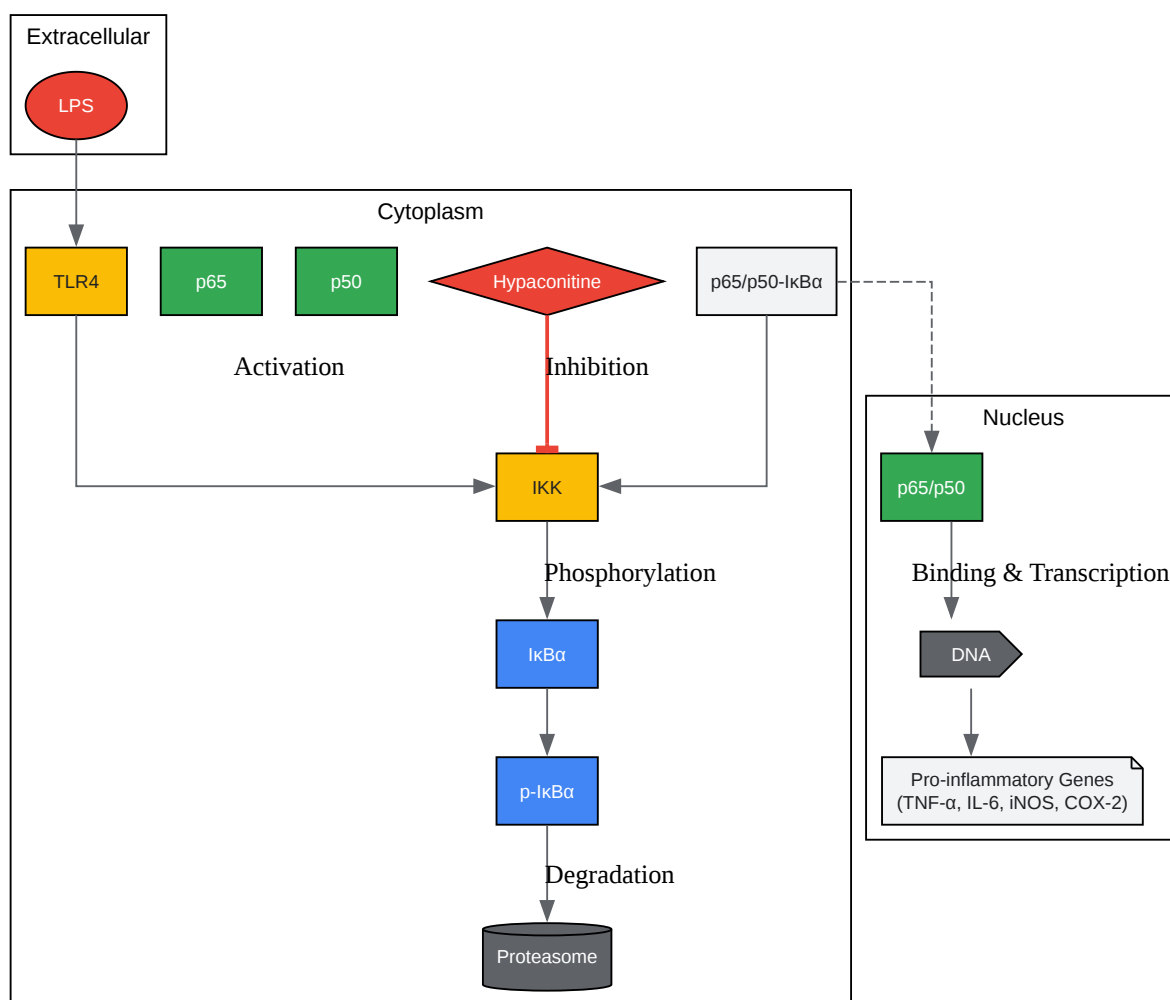 Extracellular
LPS
Cytoplasm
TLR4
p65
p50
Hypaconitine
p65/p50-IκBα
Activation
Inhibition
Nucleus
IKK
p65/p50
Phosphorylation
Binding & Transcription
IκBα
DNA
p-IκBα
Pro-inflammatory Genes
(TNF-α, IL-6, iNOS, COX-2)
Degradation
Proteasome